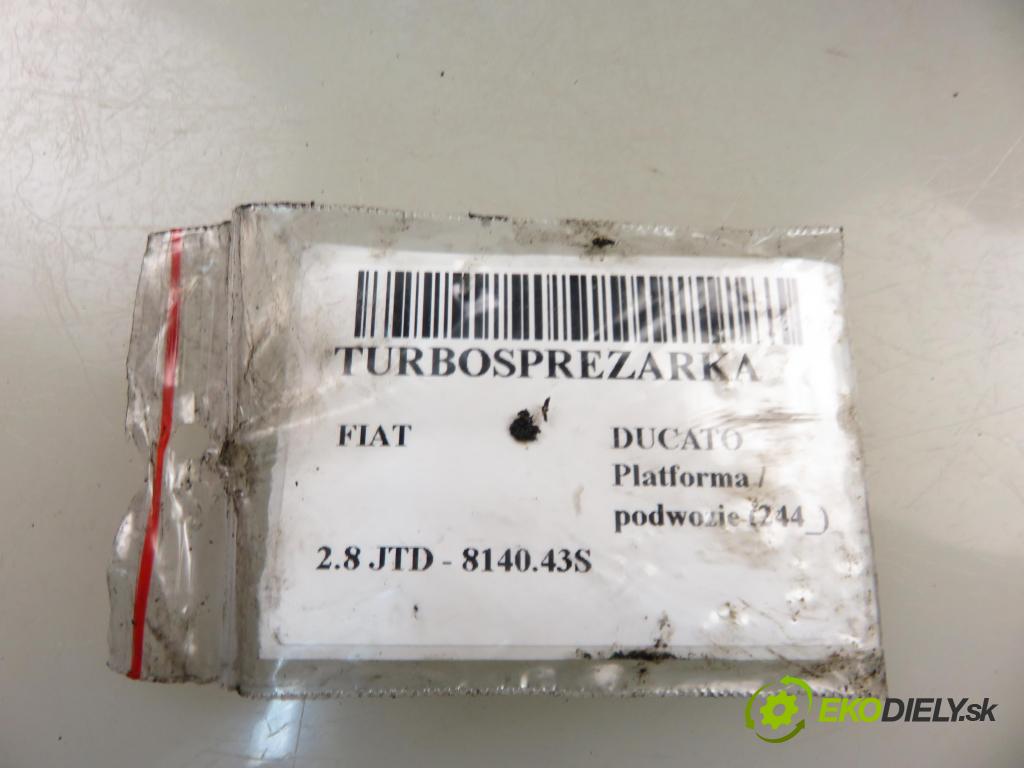 TURBOSPREZARKA
FIAT
DUCATO
Platforma /
podwozie (244_)
2.8 JTD - 8140.43S
EKODIELY.sk